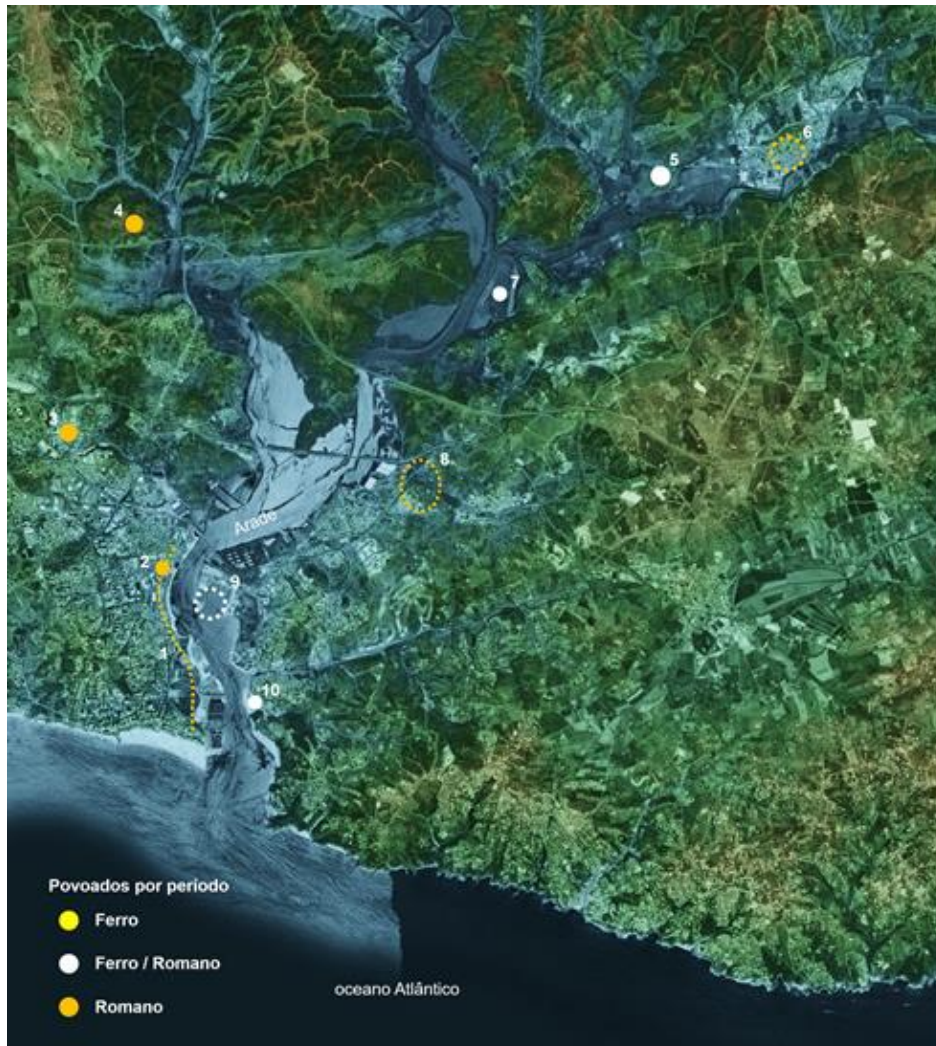 6
5
4
7
3
8
Arade
2
9
1
10
Povoados por período
Ferro
Ferro / Romano
Romano
oceano Atlântico